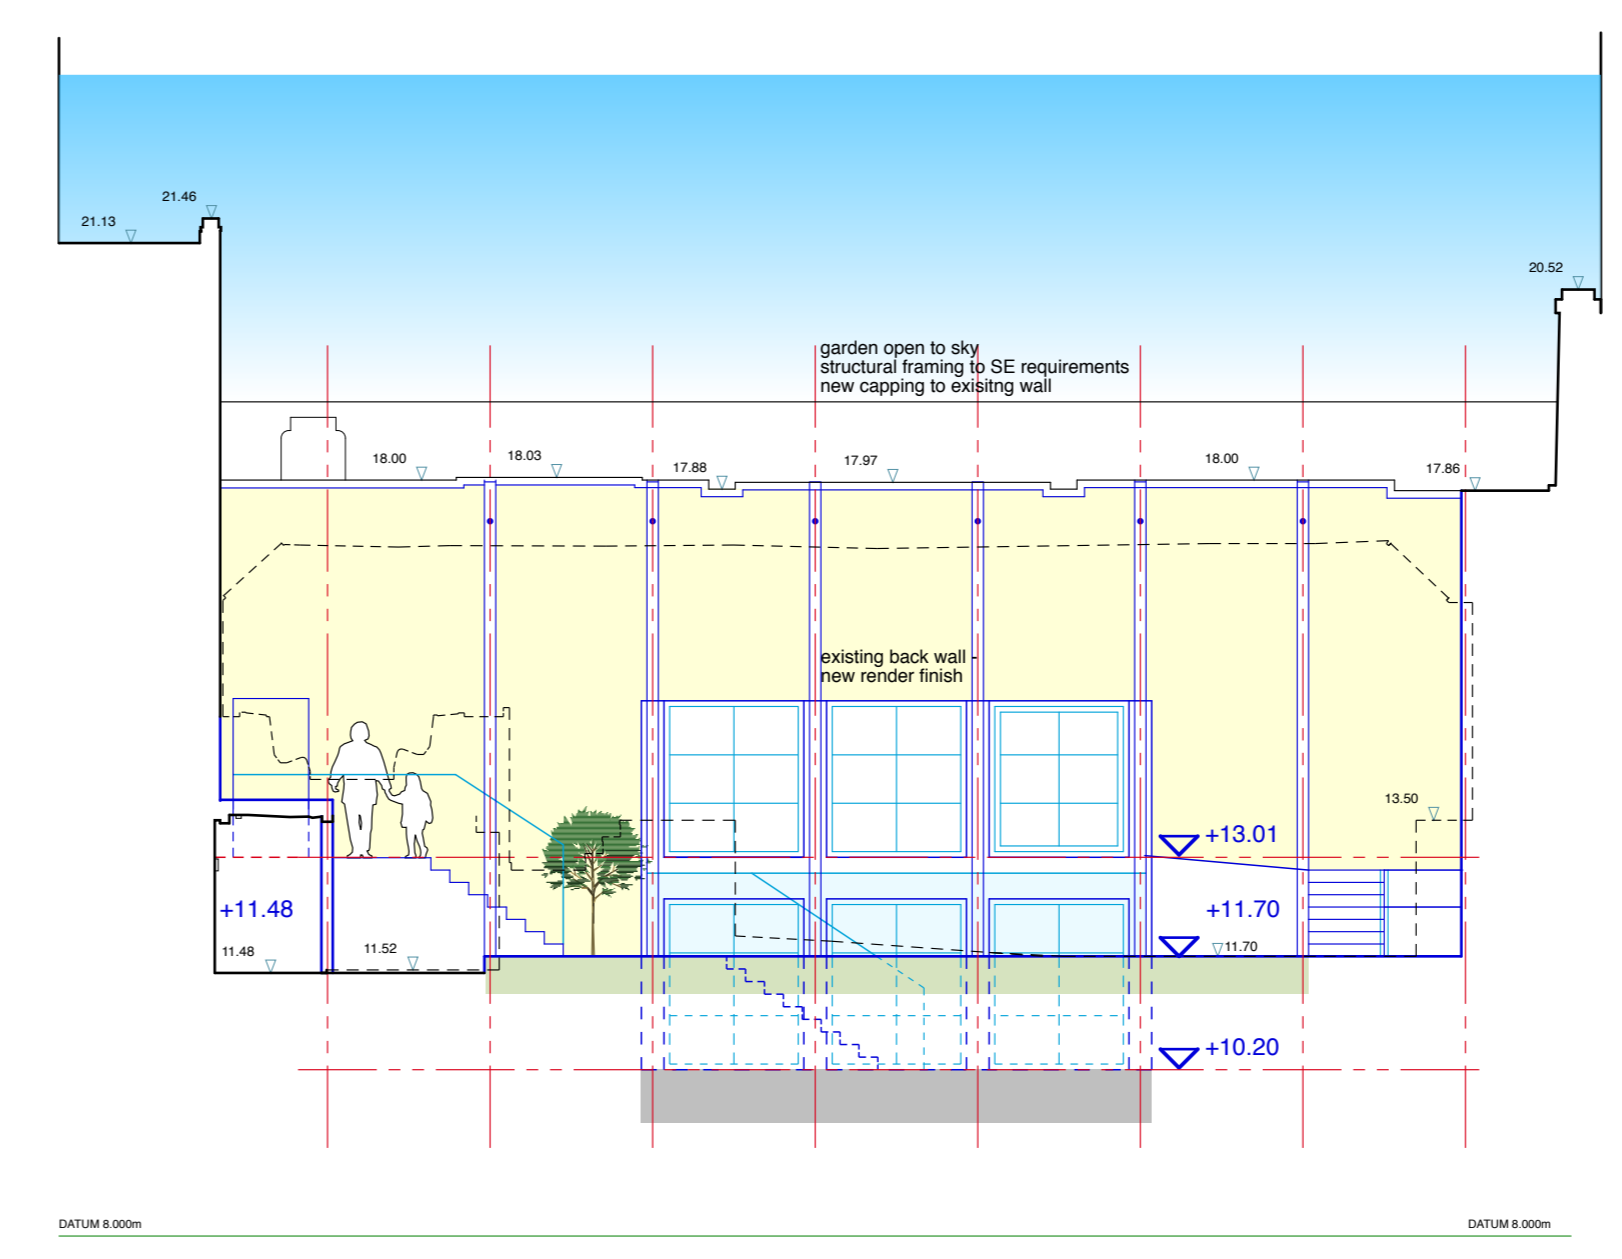 21.46
21.13
20.52
garden open to sky
structural framing to SE requirements
new capping to exisitng wall
18.00
18.03
17.88
17.97
18.00
17.86
existing back wall
new render finish
13.50
+13.01
+11.48
+11.70
11.48
11.52
11.70
+10.20
DATUM 8.000m
DATUM 8.000m